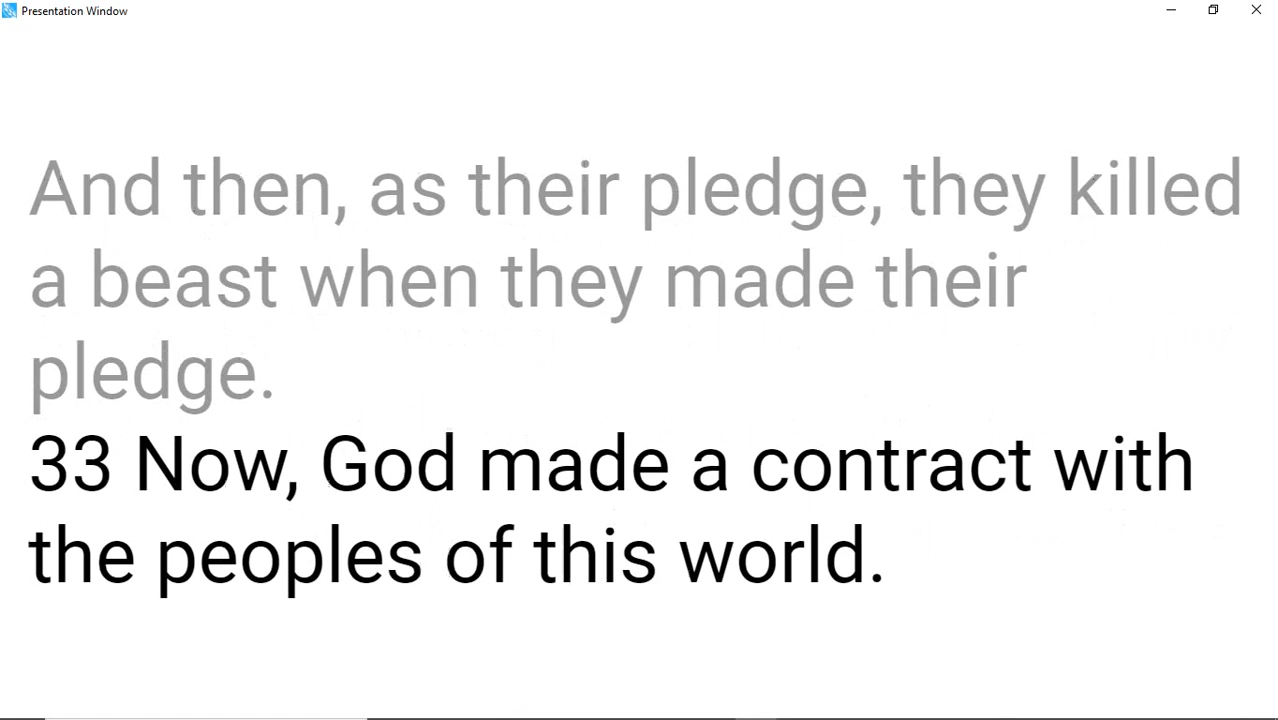 Presentation Window
And then, as their pledge, they killed
a beast when they made their
pledge.
33 Now, God made a contract with
the peoples of this world.